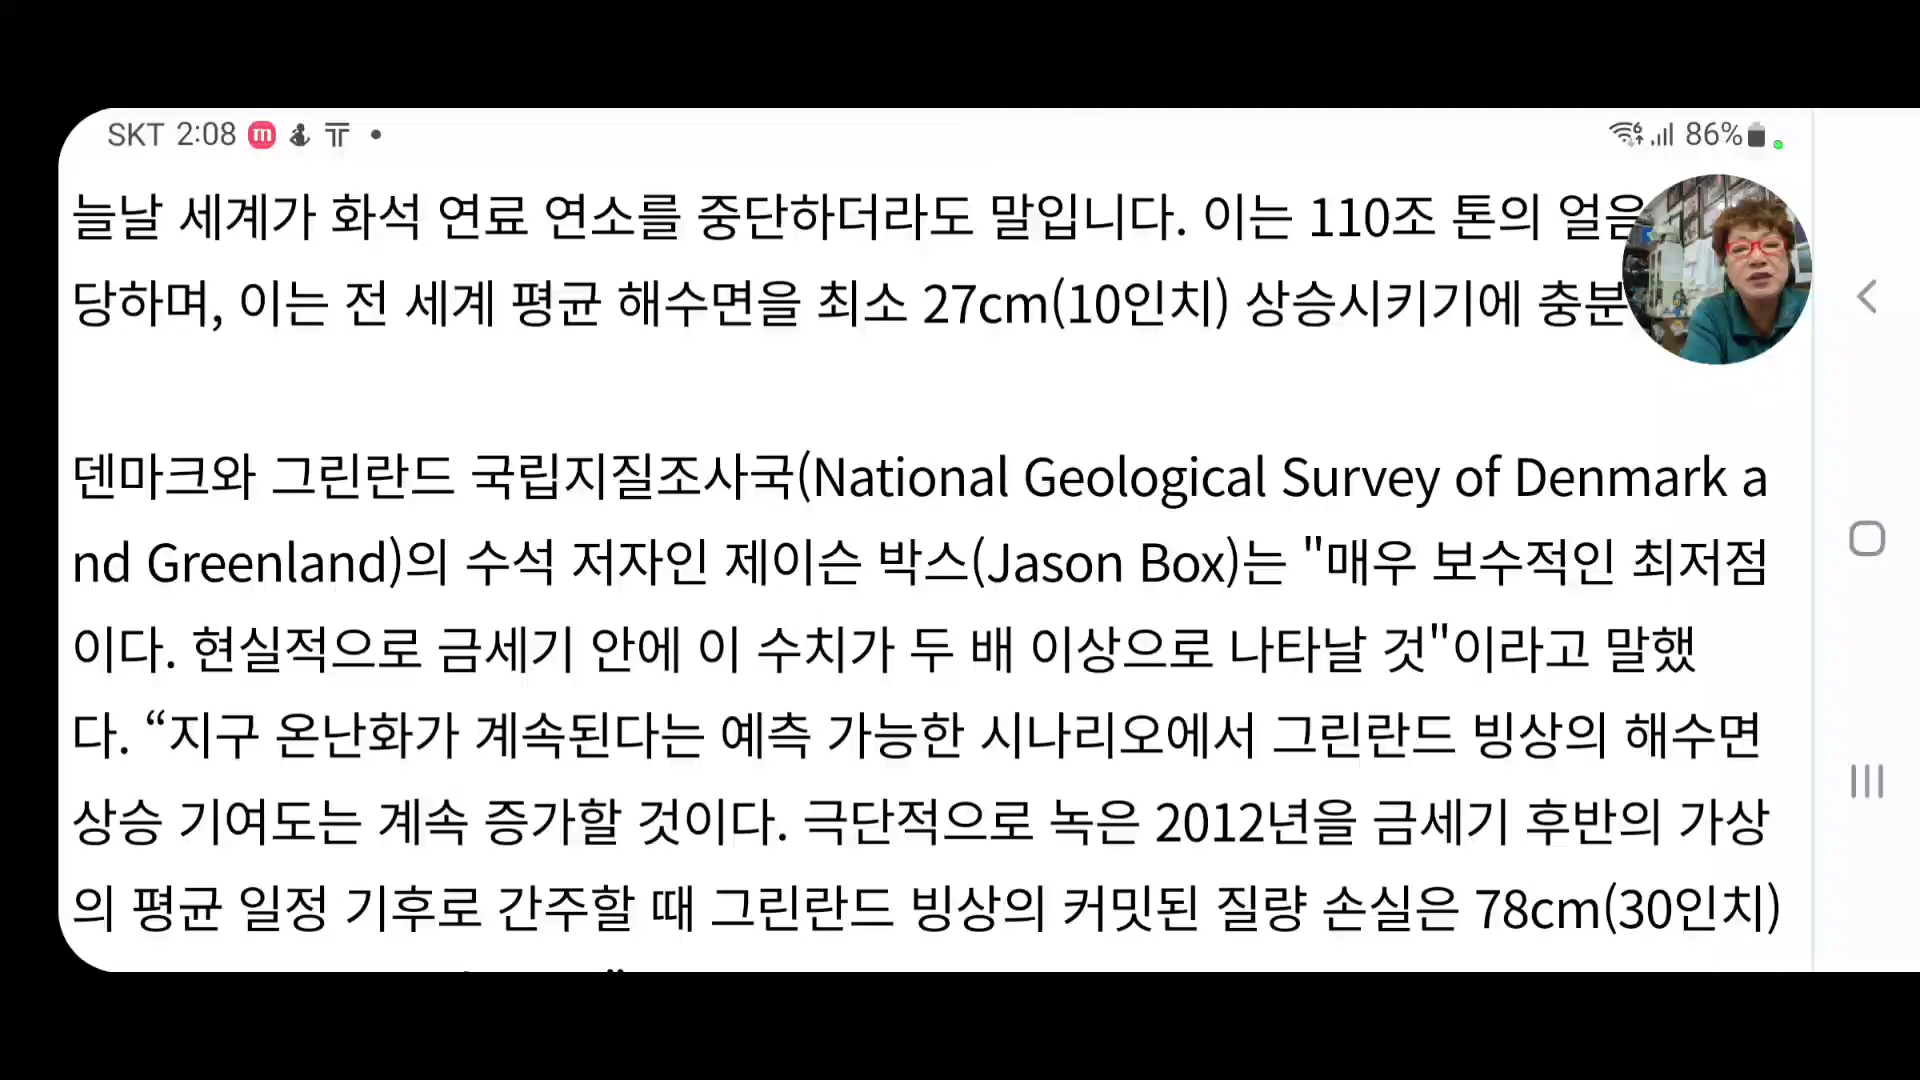 SKT 2:08
86%
늘날 세계가 화석 연료 연소를 중단하더라도 말입니다. 이는 110조 톤의 얼음
당하며, 이는 전 세계 평균 해수면을 최소 27cm(10인치) 상승시키기에 충분
덴마크와 그린란드 국립지질조사국(National Geological Survey of Denmark a
nd Greenland)의 수석 저자인 제이슨 박스(Jason Box)는 "매우 보수적인 최저점
이다. 현실적으로 금세기 안에 이 수치가 두 배 이상으로 나타날 것"이라고 말했
다. “지구 온난화가 계속된다는 예측 가능한 시나리오에서 그린란드 빙상의 해수면
상승 기여도는 계속 증가할 것이다. 극단적으로 녹은 2012년을 금세기 후반의 가상
의 평균 일정 기후로 간주할 때 그린란드 빙상의 커밋된 질량 손실은 78cm(30인치)